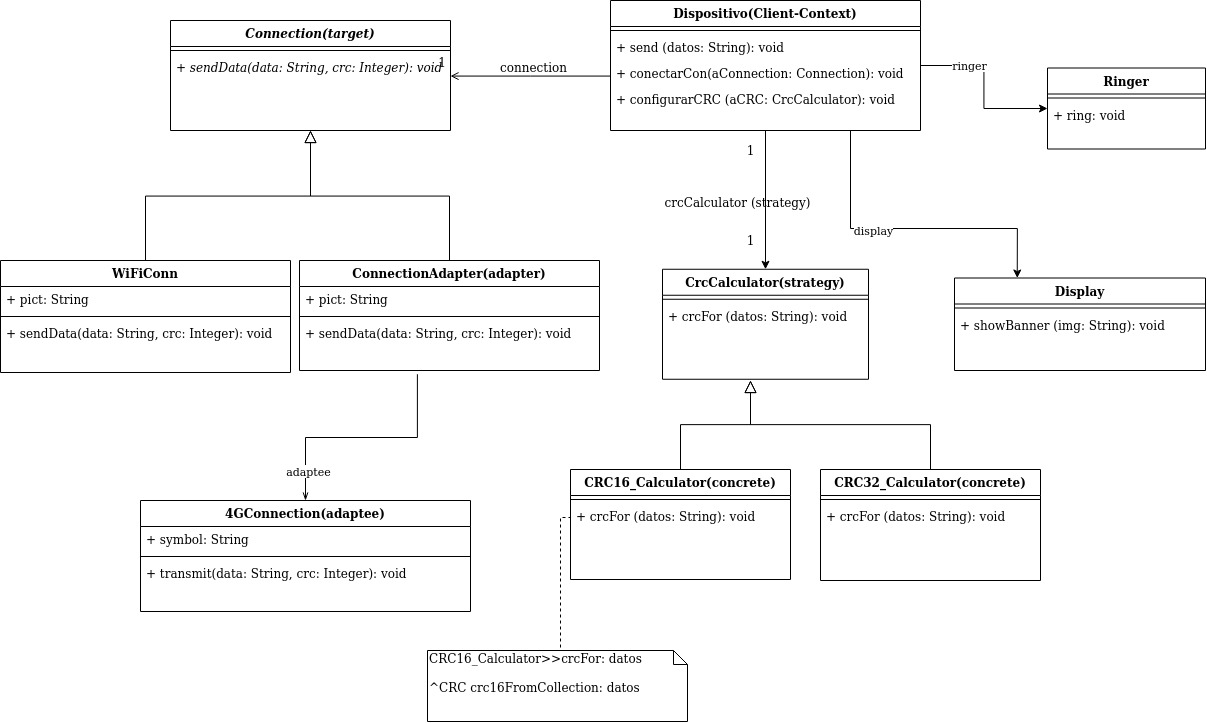 Connection(target)
+ sendData(data: String, crc: Integer): void
1
connection
Dispositivo(Client-Context)
+ send (datos: String): void
+ conectarCon(aConnection: Connection): void
+ configurarCRC (aCRC: CrcCalculator): void
ringer
Ringer
+ ring: void
1
crcCalculator (strategy)
1
display
WiFiConn
+ pict: String
+ sendData(data: String, crc: Integer): void
ConnectionAdapter(adapter)
+ pict: String
+ sendData(data: String, crc: Integer): void
CrcCalculator(strategy)
+ crcFor (datos: String): void
Display
+ showBanner (img: String): void
adaptee
4GConnection(adaptee)
+ symbol: String
+ transmit(data: String, crc: Integer): void
CRC16_Calculator(concrete)
+ crcFor (datos: String): void
CRC32_Calculator(concrete)
+ crcFor (datos: String): void
CRC16_Calculator>>crcFor: datos
^CRC crc16FromCollection: datos